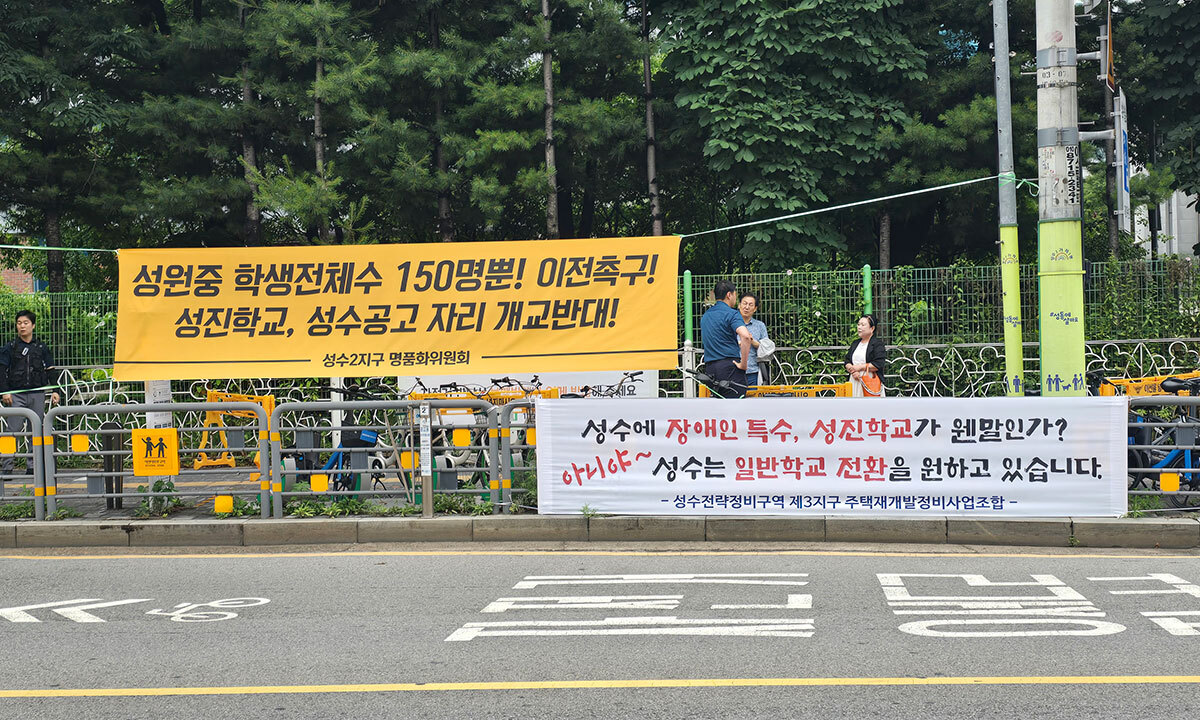 성원중 학생전체수 150명뿐! 이전촉구!
성진학교, 성수공고 자리 개교반대!
성수2지구 명품화위원회
성수에 장애인 특수, 성진학교가 웬말인가?
아니야~ 성수는 일반학교 전환을 원하고 있습니다.
- 성수전략정비구역 제3지구 주택재개발정비사업조합 -